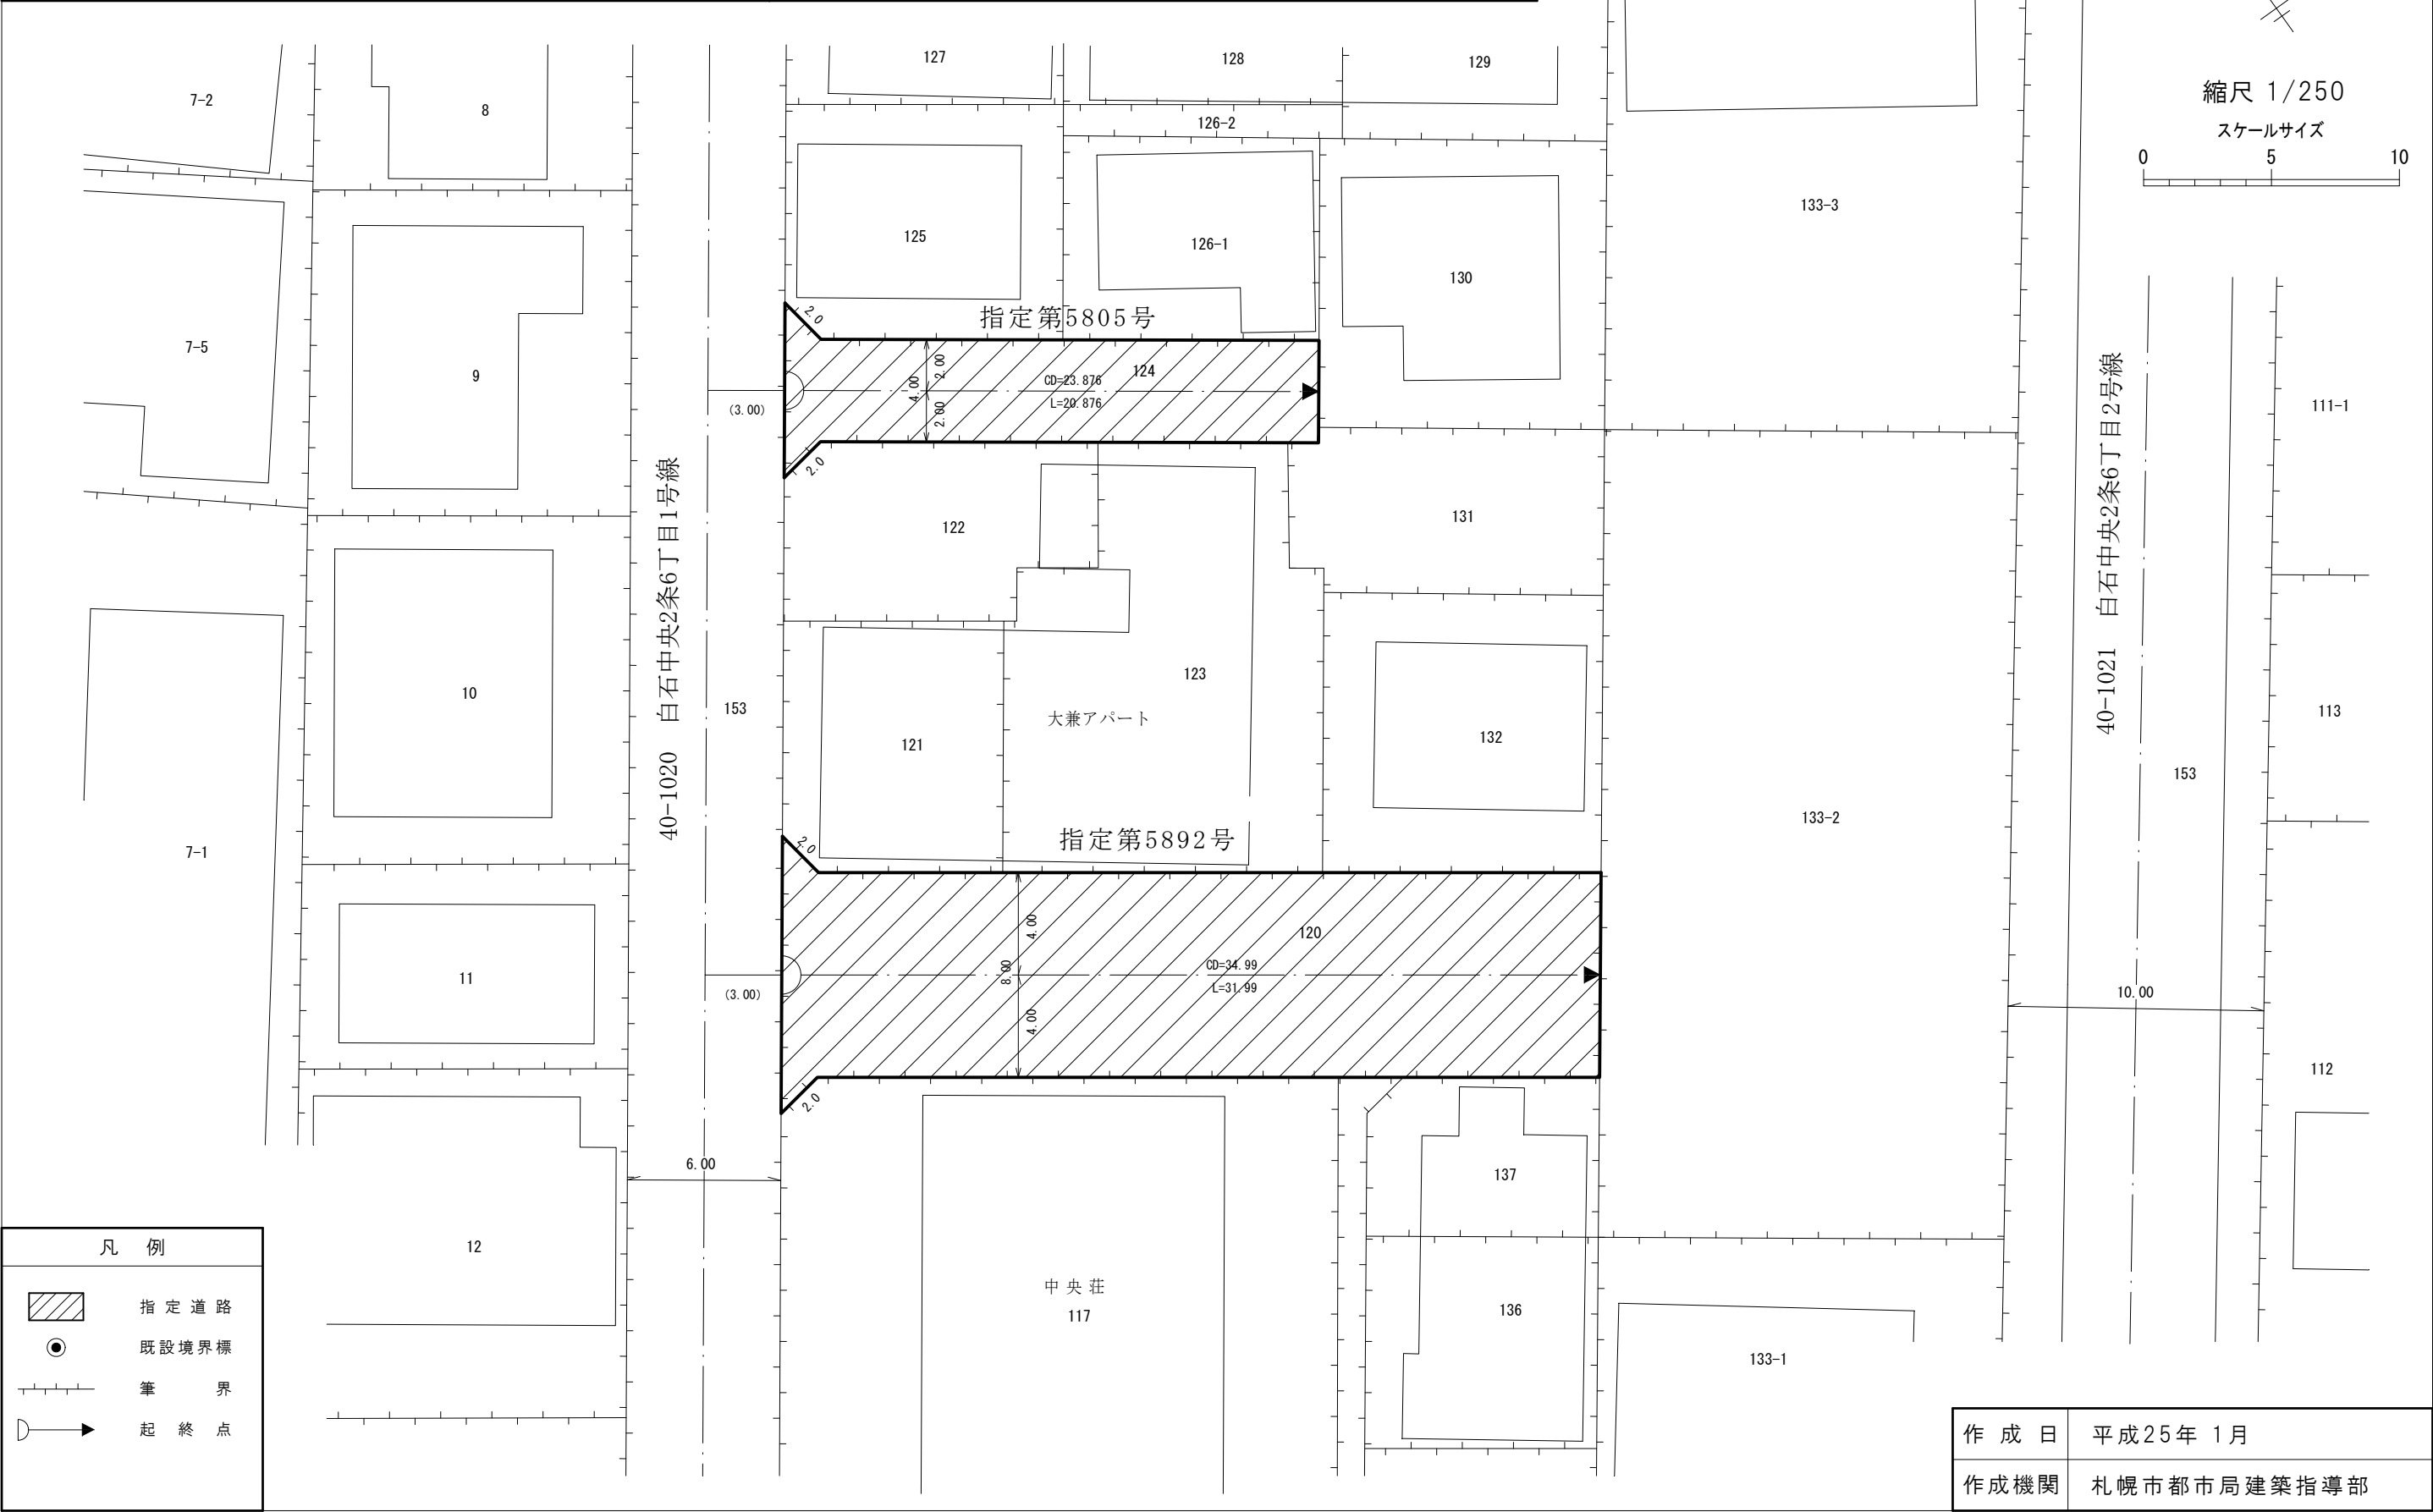 縮尺 1/250
スケールサイズ
0 5 10
7-2
8
127
128
129
126-2
125
126-1
130
133-3
7-5
9
指定第5805号
2.0
4.00
2.00
2.00
124
CD=23.876
L=20.876
(3.00)
2.0
111-1
40-1020 白石中央2条6丁目1号線
40-1021 白石中央2条6丁目2号線
122
131
10
153
121
123
大兼アパート
132
133-2
153
113
7-1
指定第5892号
2.0
8.00
4.00
4.00
120
CD=34.99
L=31.99
(3.00)
2.0
11
10.00
112
6.00
137
12
中央荘
117
136
133-1
凡 例
指定道路
既設境界標
筆 界
起 終 点
作 成 日 平成25年 1月
作成機関 札幌市都市局建築指導部